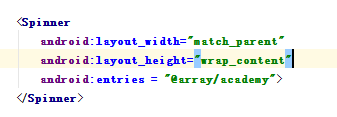 <Spinner
android:layout_width="match_parent"
android:layout_height="wrap_content"
android:entries = "@array/academy">
</Spinner>